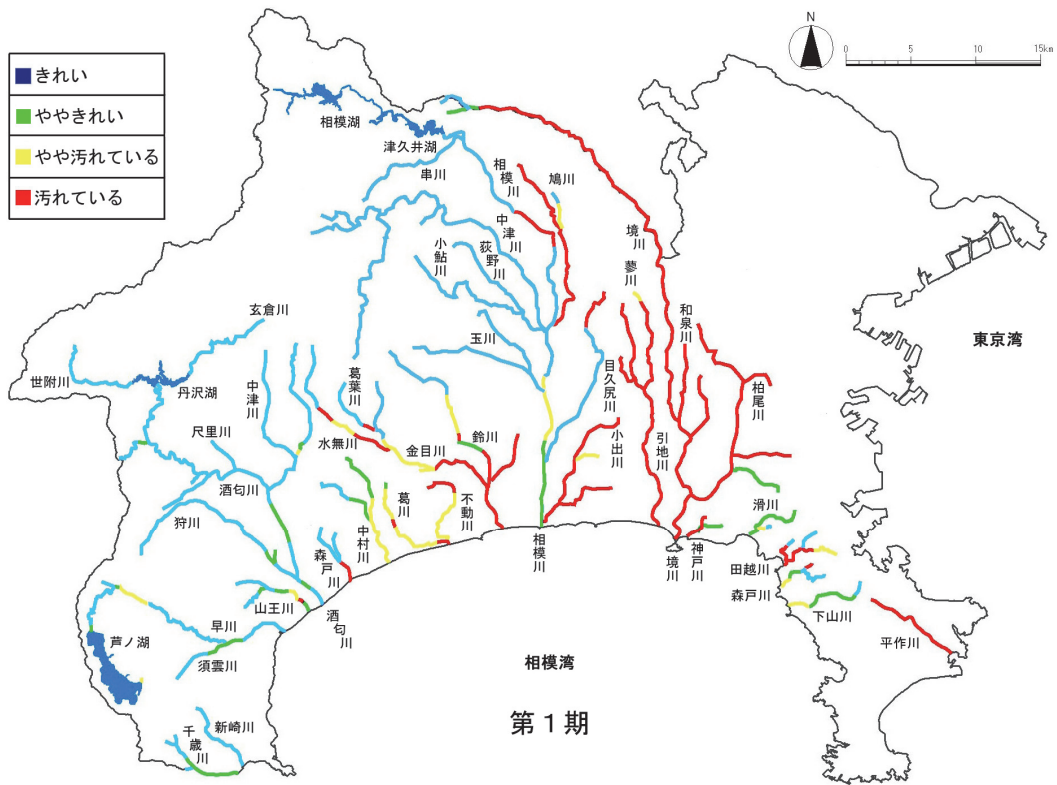 N
0
5
10
15km
きれい
ややきれい
やや汚れている
汚れている
相模湖
津久井湖
串川
相模川
鳩川
中津川
荻野川
小鮎川
境川
蓼川
和泉川
玄倉川
世附川
丹沢湖
中津川
葛葉川
玉川
目久尻川
柏尾川
東京湾
尺里川
水無川
金目川
鈴川
小出川
引地川
酒匂川
狩川
葛川
不動川
中村川
森戸川
滑川
相模川
境川
神戸川
田越川
森戸川
下山川
平作川
山王川
酒匂川
早川
芦ノ湖
須雲川
相模湾
新崎川
千歳川
第1期